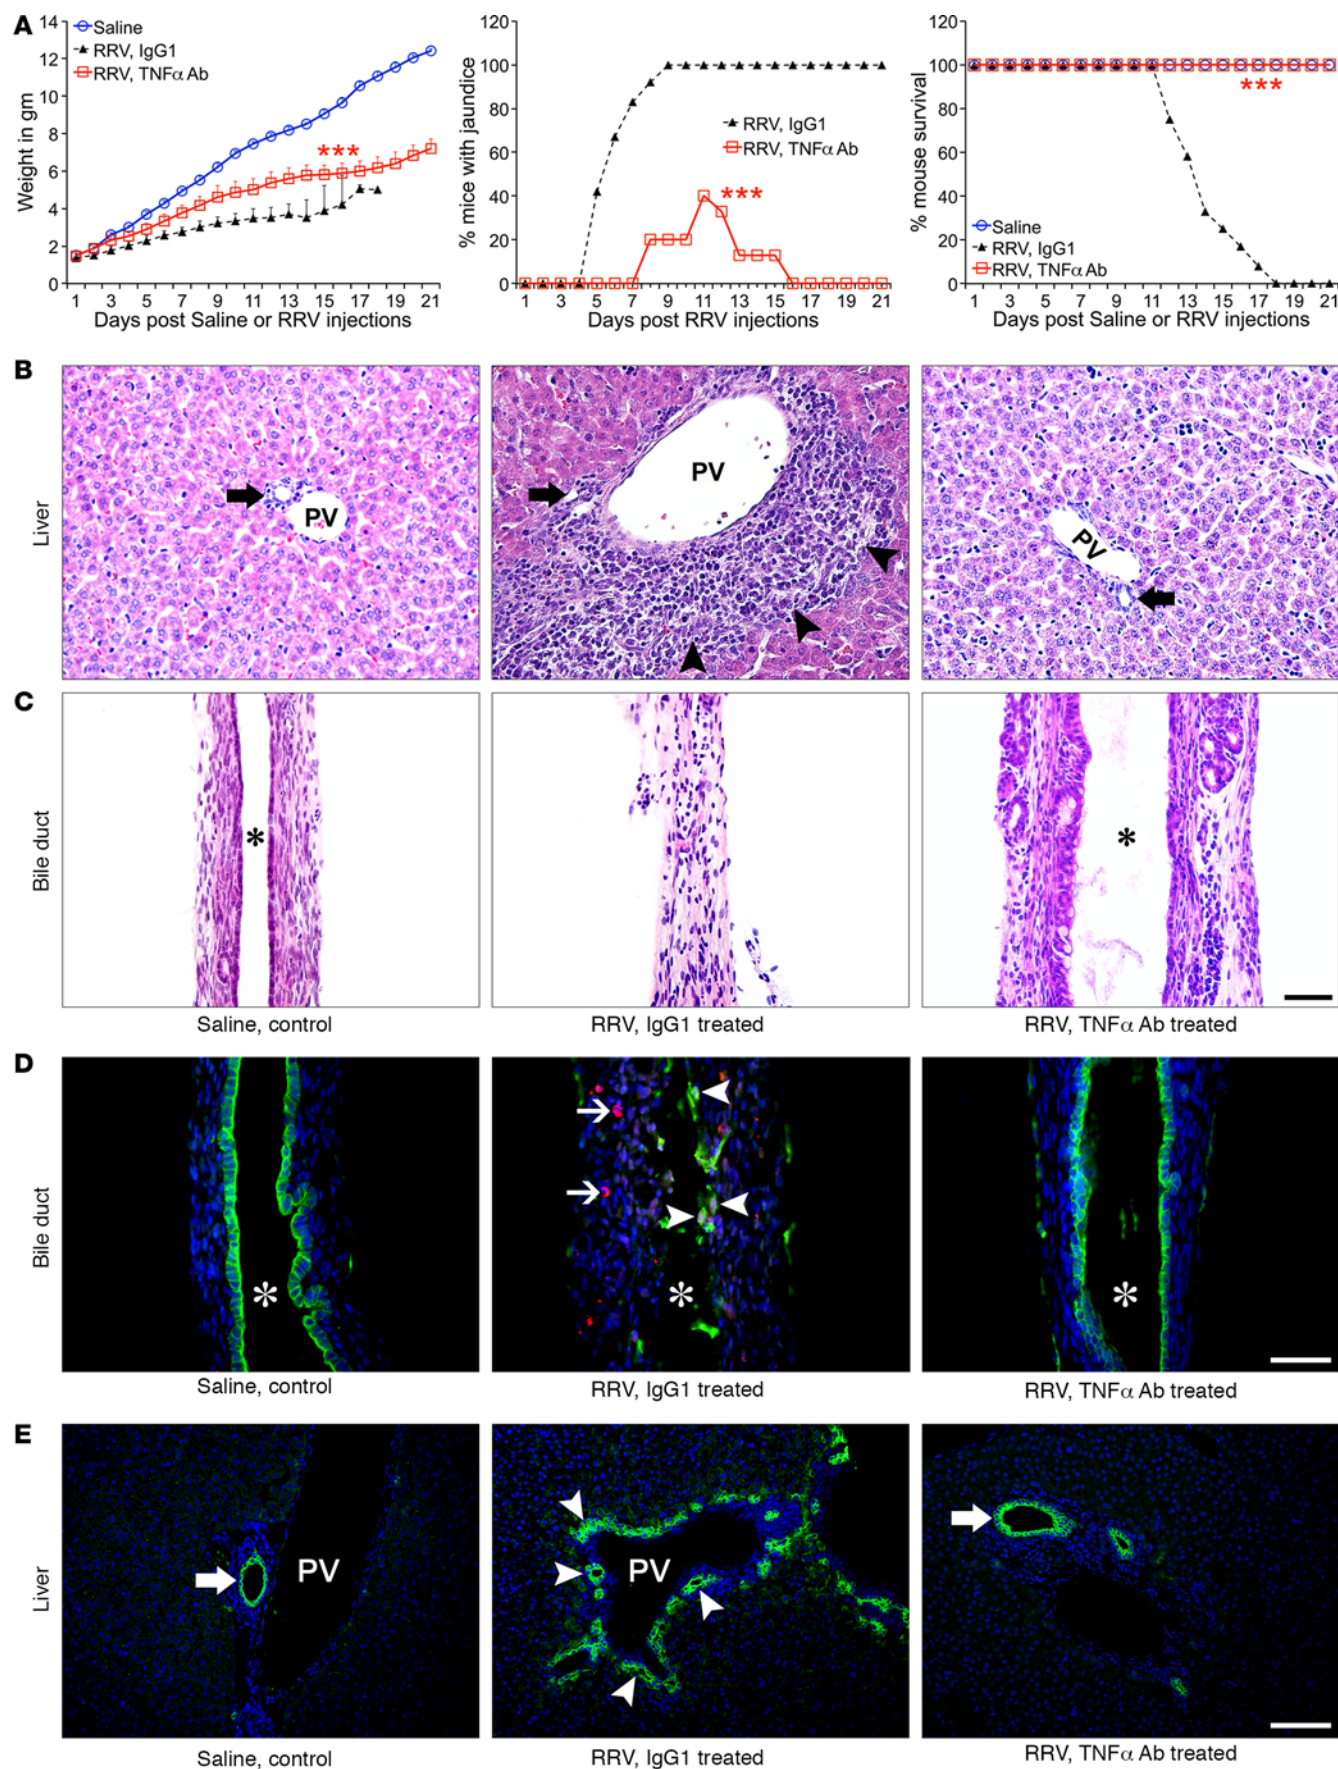 A
Weight in gm
14
12
10
8
6
4
2
0
Saline
RRV, IgG1
RRV, TNFα Ab
***
1 3 5 7 9 11 13 15 17 19 21
Days post Saline or RRV injections
% mice with jaundice
120
100
80
60
40
20
0
RRV, IgG1
RRV, TNFα Ab
***
1 3 5 7 9 11 13 15 17 19 21
Days post RRV injections
% mouse survival
120
100
80
60
40
20
0
***
Saline
RRV, IgG1
RRV, TNFα Ab
1 3 5 7 9 11 13 15 17 19 21
Days post Saline or RRV injections
B
Liver
PV
PV
PV
C
Bile duct
*
*
Saline, control
RRV, IgG1 treated
RRV, TNFα Ab treated
D
Bile duct
*
*
*
Saline, control
RRV, IgG1 treated
RRV, TNFα Ab treated
E
Liver
PV
PV
Saline, control
RRV, IgG1 treated
RRV, TNFα Ab treated